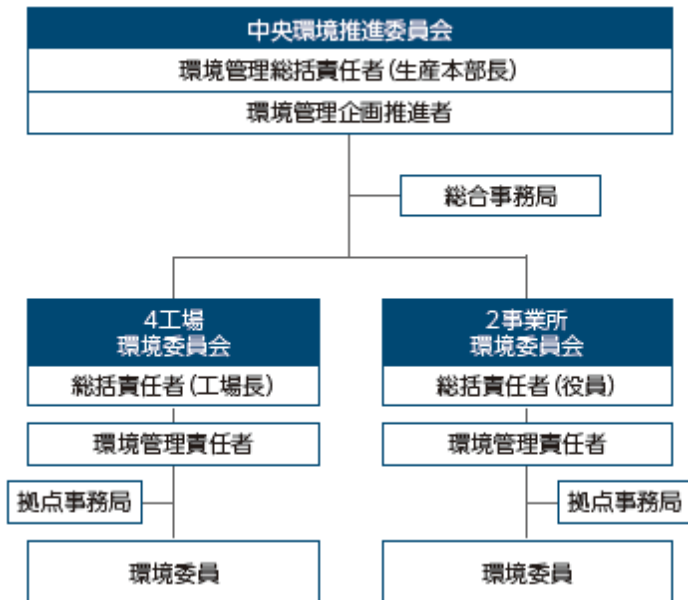 中央環境推進委員会
環境管理総括責任者(生産本部長)
環境管理企画推進者
総合事務局
4工場
環境委員会
総括責任者(工場長)
環境管理責任者
拠点事務局
環境委員
2事業所
環境委員会
総括責任者(役員)
環境管理責任者
拠点事務局
環境委員